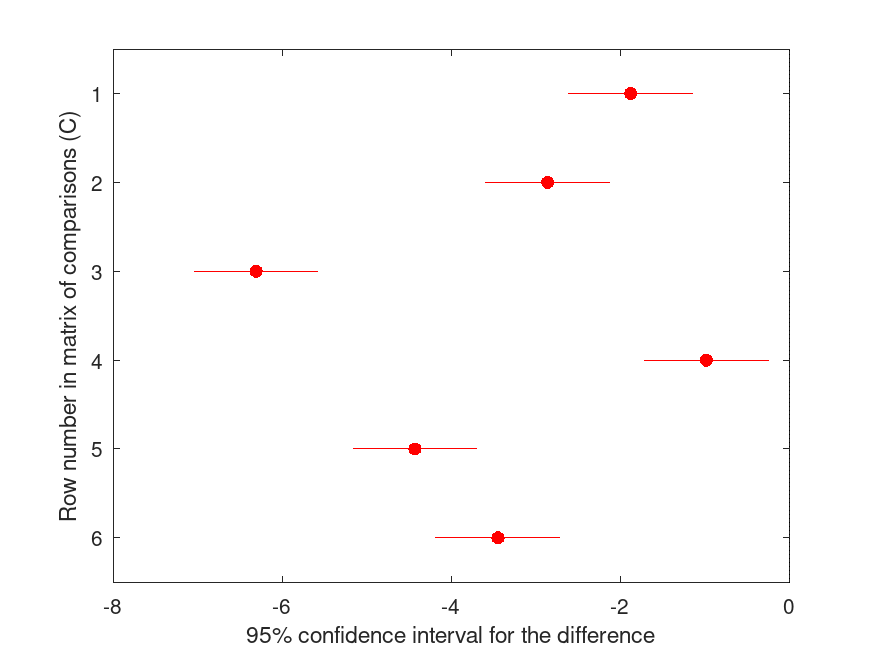 Row number in matrix of comparisons (C)
1
2
3
4
5
6
-8 -6 -4 -2 0
95% confidence interval for the difference